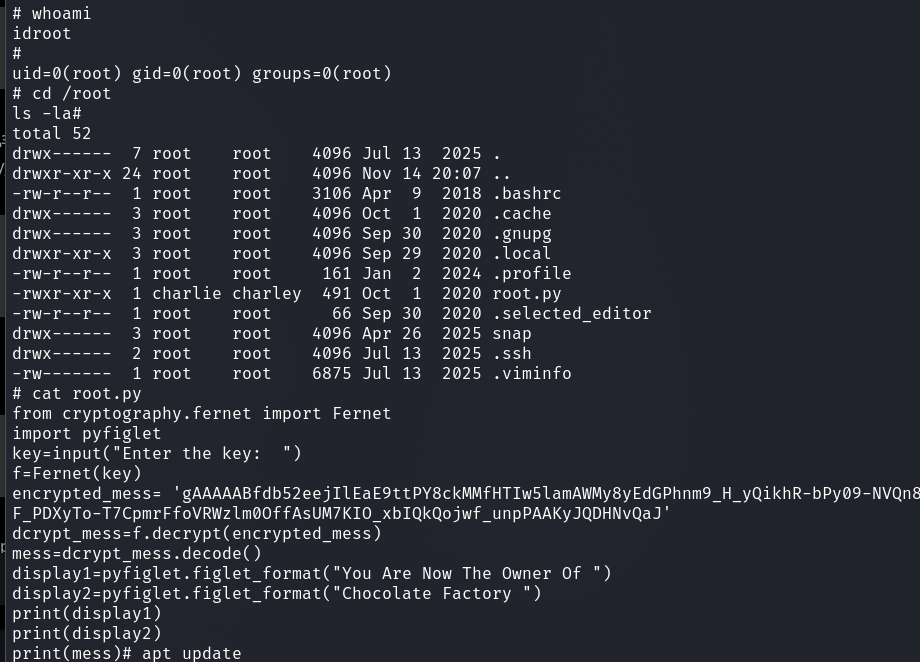 # whoami
idroot
#
uid=0(root) gid=0(root) groups=0(root)
# cd /root
ls -la#
total 52
drwx------  7 root    root    4096 Jul 13  2025 .
drwxr-xr-x 24 root    root    4096 Nov 14 20:07 ..
-rw-r--r--  1 root    root    3106 Apr  9  2018 .bashrc
drwx------  3 root    root    4096 Oct  1  2020 .cache
drwx------  3 root    root    4096 Sep 30  2020 .gnupg
drwxr-xr-x  3 root    root    4096 Sep 29  2020 .local
-rw-r--r--  1 root    root     161 Jan  2  2024 .profile
-rwxr-xr-x  1 charlie charley  491 Oct  1  2020 root.py
-rw-r--r--  1 root    root      66 Sep 30  2020 .selected_editor
drwx------  3 root    root    4096 Apr 26  2025 snap
drwx------  2 root    root    4096 Jul 13  2025 .ssh
-rw-------  1 root    root    6875 Jul 13  2025 .viminfo
# cat root.py
from cryptography.fernet import Fernet
import pyfiglet
key=input("Enter the key:  ")
f=Fernet(key)
encrypted_mess= 'gAAAAABfdb52eejIlEaE9ttPY8ckMMfHTIw5lamAWMy8yEdGPhnm9_H_yQikhR-bPy09-NVQn8
F_PDXyTo-T7CpmrFfoVRWzlm0OffAsUM7KIO_xbIQkQojwf_unpPAAKyJQDHNvQaJ'
dcrypt_mess=f.decrypt(encrypted_mess)
mess=dcrypt_mess.decode()
display1=pyfiglet.figlet_format("You Are Now The Owner Of ")
display2=pyfiglet.figlet_format("Chocolate Factory ")
print(display1)
print(display2)
print(mess)# apt update